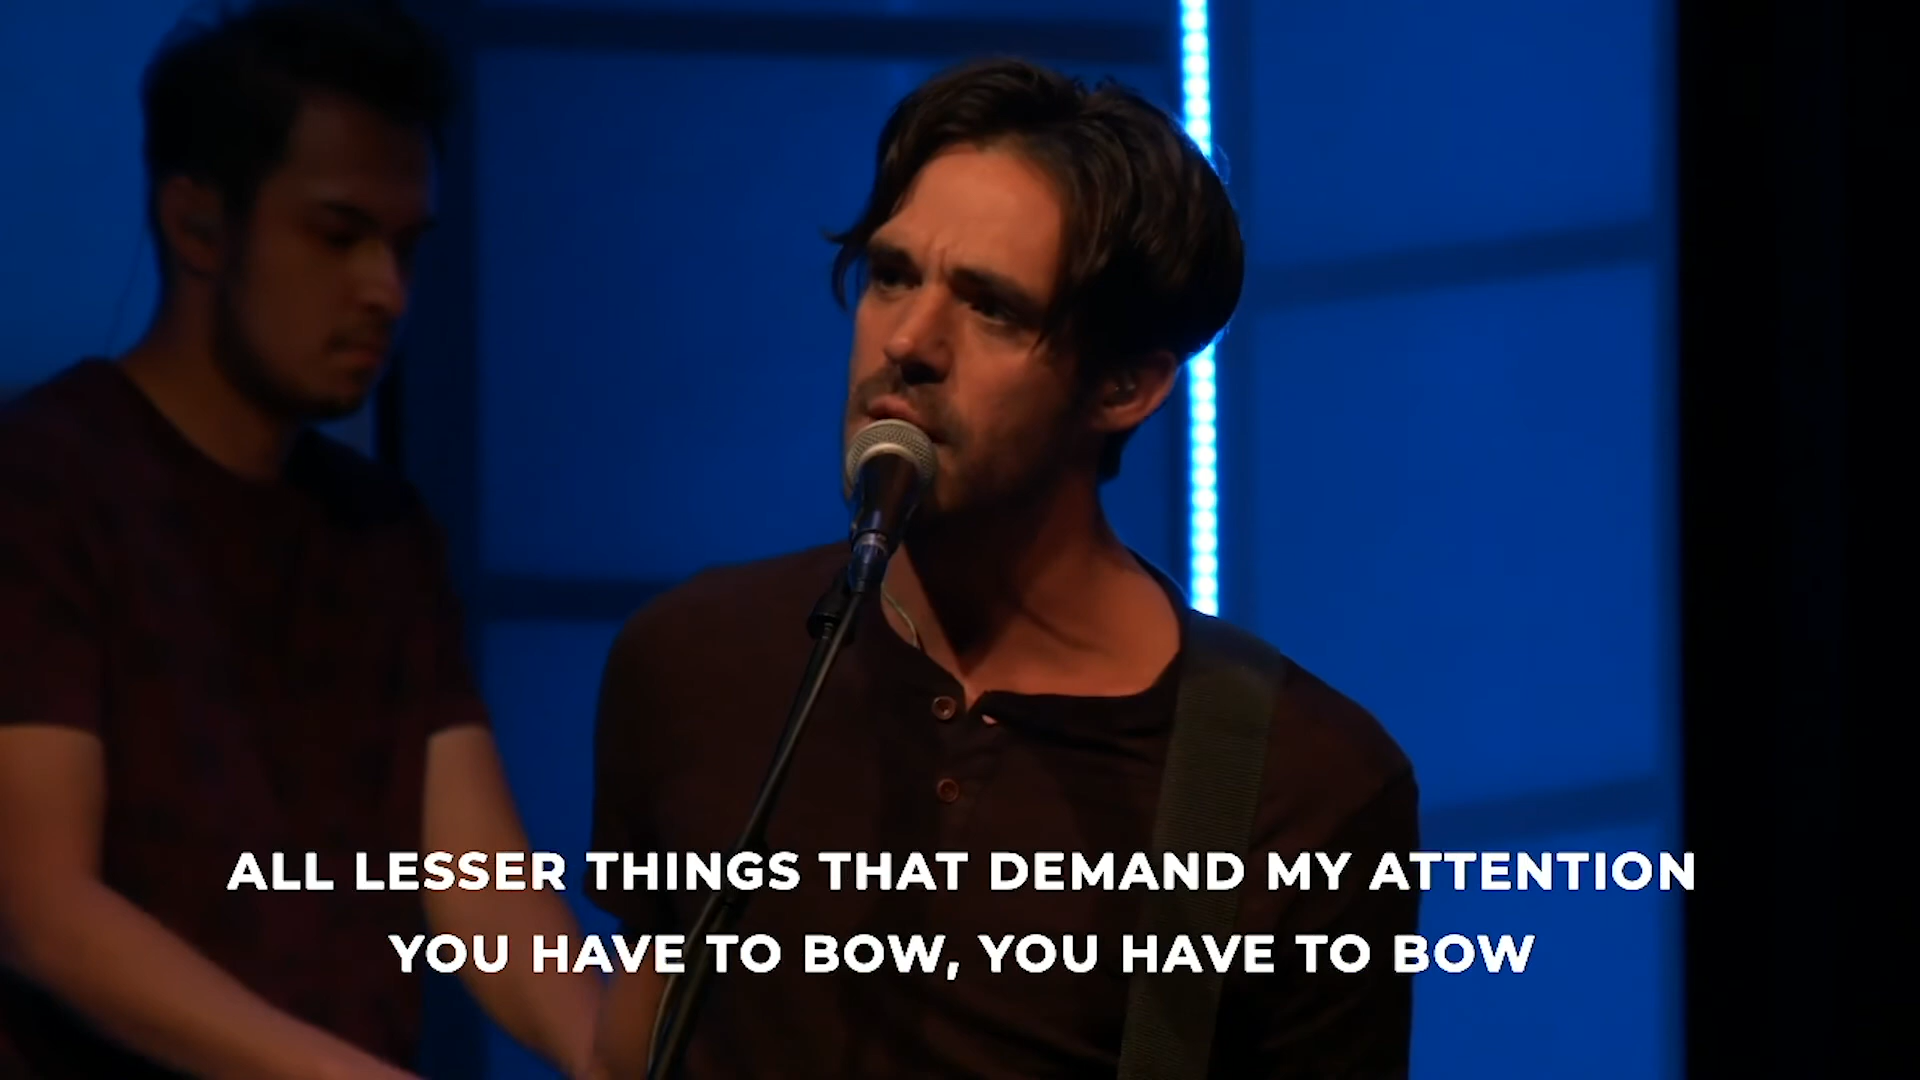 ALL LESSER THINGS THAT DEMAND MY ATTENTION
YOU HAVE TO BOW, YOU HAVE TO BOW